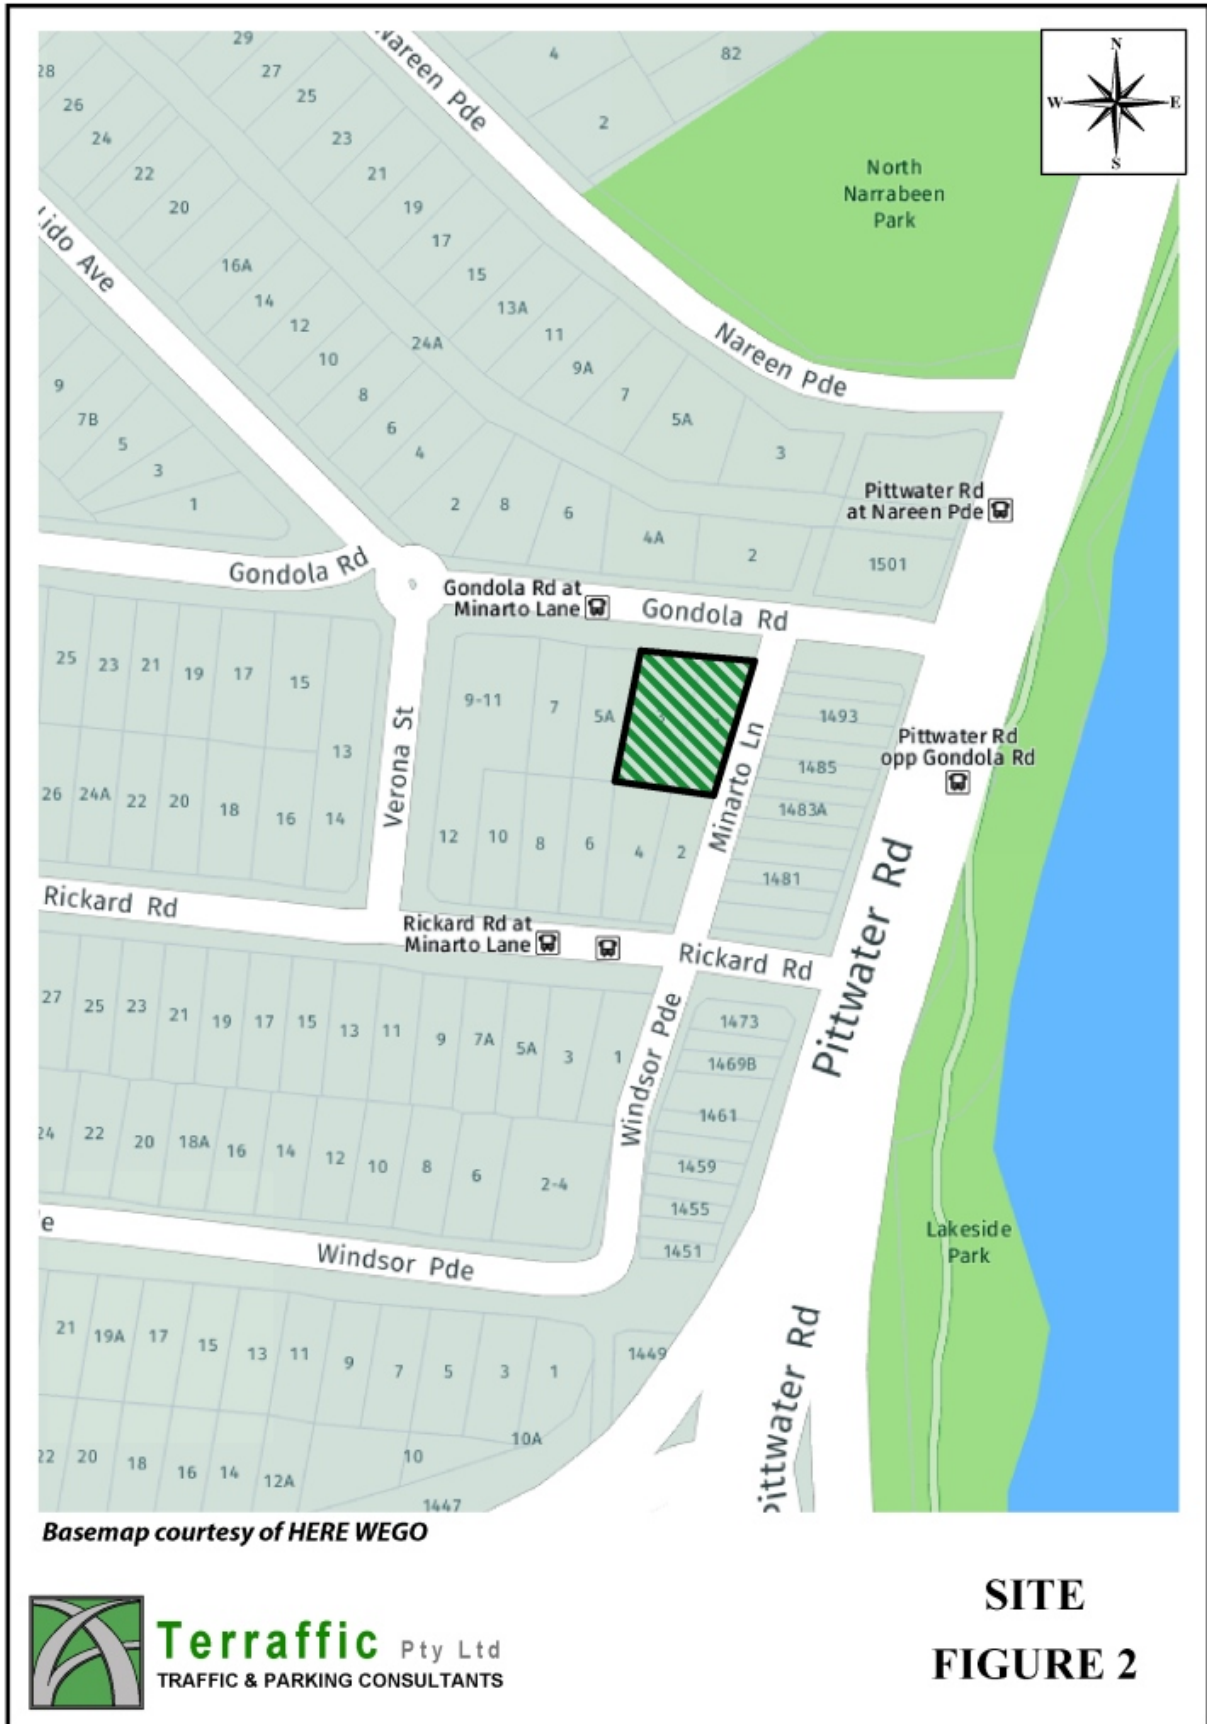 N
W
E
S
Nareen Pde
29
28
27
26
25
24
23
22
21
20
19
17
16A
15
14
13A
12
11
10
9A
24A
8
7
6
5A
4
3
4
82
2
North
Narrabeen
Park
Lido Ave
9
7B
5
3
1
Nareen Pde
2
8
6
4A
2
1501
Pittwater Rd
at Nareen Pde
Gondola Rd
Gondola Rd at
Minarto Lane
Gondola Rd
25
23
21
19
17
15
13
26
24A
22
20
18
16
14
Verona St
9-11
7
5A
12
10
8
6
4
2
Minarto Ln
1493
1485
1483A
1481
Pittwater Rd
opp Gondola Rd
Pittwater Rd
Rickard Rd
Rickard Rd at
Minarto Lane
Rickard Rd
27
25
23
21
19
17
15
13
11
9
7A
5A
3
1
Windsor Pde
1473
1469B
1461
1459
1455
1451
24
22
20
18A
16
14
12
10
8
6
2-4
Lakeside
Park
Windsor Pde
21
19A
17
15
13
11
9
7
5
3
1
1449
Pittwater Rd
22
20
18
16
14
12A
10
10A
1447
Basemap courtesy of HERE WEGO
Terraffic Pty Ltd
TRAFFIC & PARKING CONSULTANTS
SITE
FIGURE 2